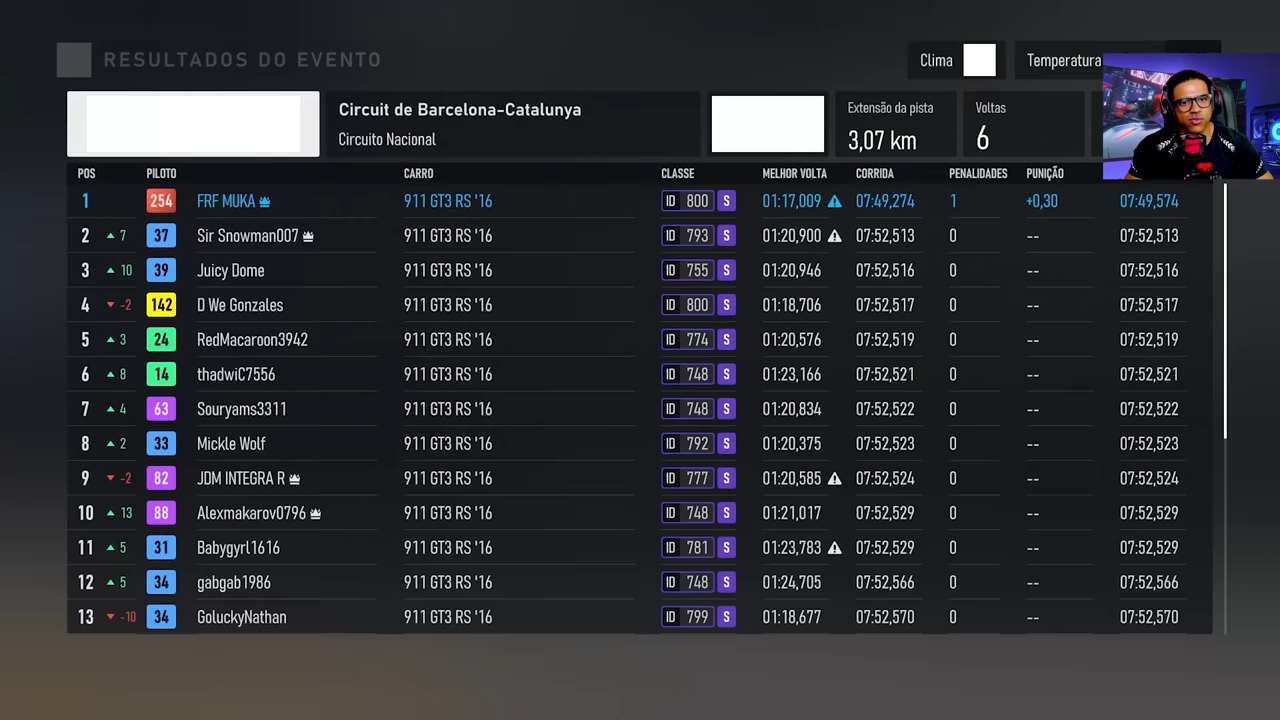 RESULTADOS DO EVENTO
Clima
Temperatura
Circuit de Barcelona-Catalunya
Circuito Nacional
Extensão da pista
3,07 km
Voltas
6
POS PILOTO CARRO CLASSE MELHOR VOLTA CORRIDA PENALIDADES PUNIÇÃO
1 254 FRF MUKA 911 GT3 RS '16 ID 800 S 01:17,009 07:49,274 1 +0,30 07:49,574
2 7 37 Sir Snowman007 911 GT3 RS '16 ID 793 S 01:20,900 07:52,513 0 -- 07:52,513
3 10 39 Juicy Dome 911 GT3 RS '16 ID 755 S 01:20,946 07:52,516 0 -- 07:52,516
4 -2 142 D We Gonzales 911 GT3 RS '16 ID 800 S 01:18,706 07:52,517 0 -- 07:52,517
5 3 24 RedMacaroon3942 911 GT3 RS '16 ID 774 S 01:20,576 07:52,519 0 -- 07:52,519
6 8 14 thadwiC7556 911 GT3 RS '16 ID 748 S 01:23,166 07:52,521 0 -- 07:52,521
7 4 63 Souryams3311 911 GT3 RS '16 ID 748 S 01:20,834 07:52,522 0 -- 07:52,522
8 2 33 Mickle Wolf 911 GT3 RS '16 ID 792 S 01:20,375 07:52,523 0 -- 07:52,523
9 -2 82 JDM INTEGRA R 911 GT3 RS '16 ID 777 S 01:20,585 07:52,524 0 -- 07:52,524
10 13 88 Alexmakarov0796 911 GT3 RS '16 ID 748 S 01:21,017 07:52,529 0 -- 07:52,529
11 5 31 Babygyrl1616 911 GT3 RS '16 ID 781 S 01:23,783 07:52,529 0 -- 07:52,529
12 5 34 gabgab1986 911 GT3 RS '16 ID 748 S 01:24,705 07:52,566 0 -- 07:52,566
13 -10 34 GoluckyNathan 911 GT3 RS '16 ID 799 S 01:18,677 07:52,570 0 -- 07:52,570